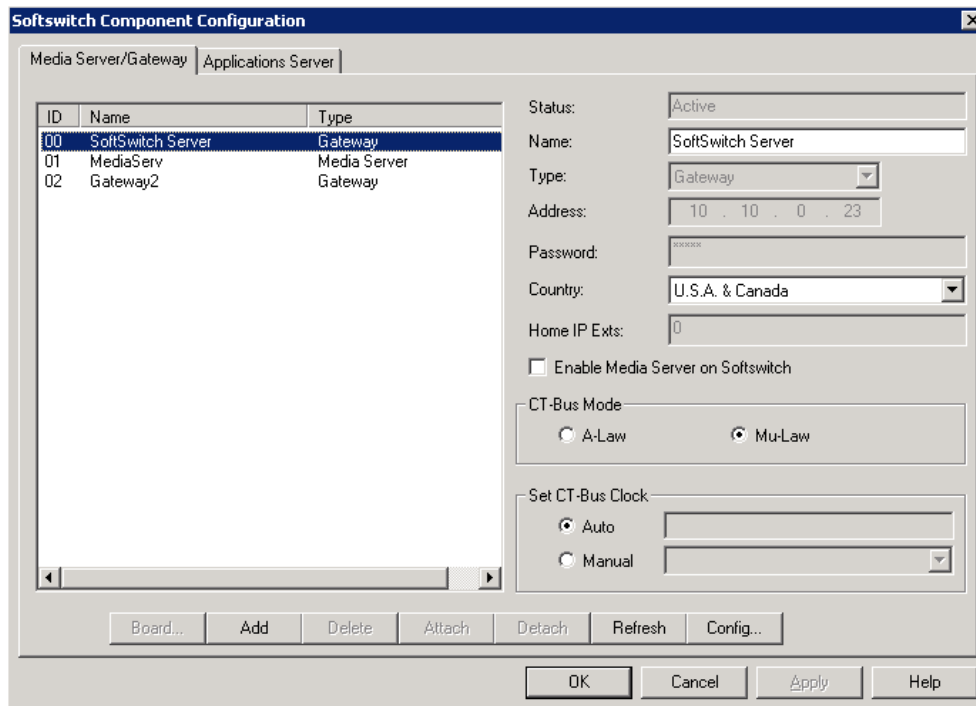 Softswitch Component Configuration
Media Server/Gateway
Applications Server
ID Name Type
00 SoftSwitch Server Gateway
01 MediaServ Media Server
02 Gateway2 Gateway
Status: Active
Name: SoftSwitch Server
Type: Gateway
Address: 10 . 10 . 0 . 23
Password: xxxxx
Country: U.S.A. & Canada
Home IP Exts: 0
Enable Media Server on Softswitch
CT-Bus Mode
A-Law Mu-Law
Set CT-Bus Clock
Auto
Manual
Board... Add Delete Attach Detach Refresh Config...
OK Cancel Apply Help